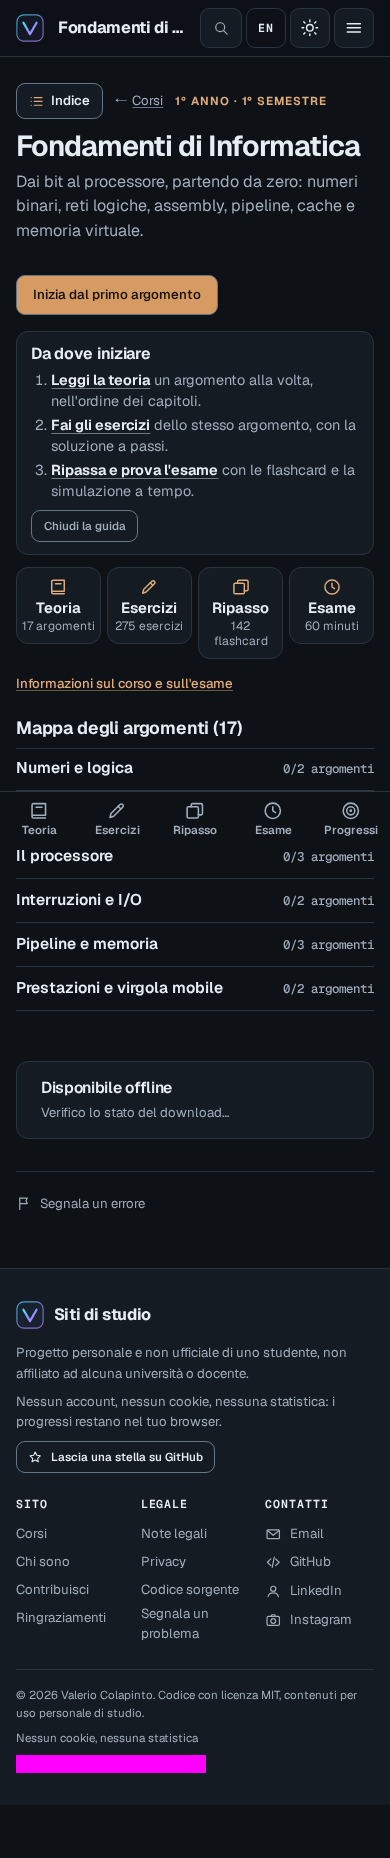 Fondamenti di ...
EN
Indice
← Corsi
1° ANNO · 1° SEMESTRE
Fondamenti di Informatica
Dai bit al processore, partendo da zero: numeri
binari, reti logiche, assembly, pipeline, cache e
memoria virtuale.
Inizia dal primo argomento
Da dove iniziare
1. Leggi la teoria un argomento alla volta,
nell'ordine dei capitoli.
2. Fai gli esercizi dello stesso argomento, con la
soluzione a passi.
3. Ripassa e prova l'esame con le flashcard e la
simulazione a tempo.
Chiudi la guida
Teoria
17 argomenti
Esercizi
275 esercizi
Ripasso
142
flashcard
Esame
60 minuti
Informazioni sul corso e sull'esame
Mappa degli argomenti (17)
Numeri e logica 0/2 argomenti
Teoria
Esercizi
Ripasso
Esame
Progressi
Il processore 0/3 argomenti
Interruzioni e I/O 0/2 argomenti
Pipeline e memoria 0/3 argomenti
Prestazioni e virgola mobile 0/2 argomenti
Disponibile offline
Verifico lo stato del download...
Segnala un errore
Siti di studio
Progetto personale e non ufficiale di uno studente, non
affiliato ad alcuna università o docente.
Nessun account, nessun cookie, nessuna statistica: i
progressi restano nel tuo browser.
Lascia una stella su GitHub
SITO
Corsi
Chi sono
Contribuisci
Ringraziamenti
LEGALE
Note legali
Privacy
Codice sorgente
Segnala un
problema
CONTATTI
Email
GitHub
LinkedIn
Instagram
© 2026 Valerio Colapinto. Codice con licenza MIT, contenuti per
uso personale di studio.
Nessun cookie, nessuna statistica